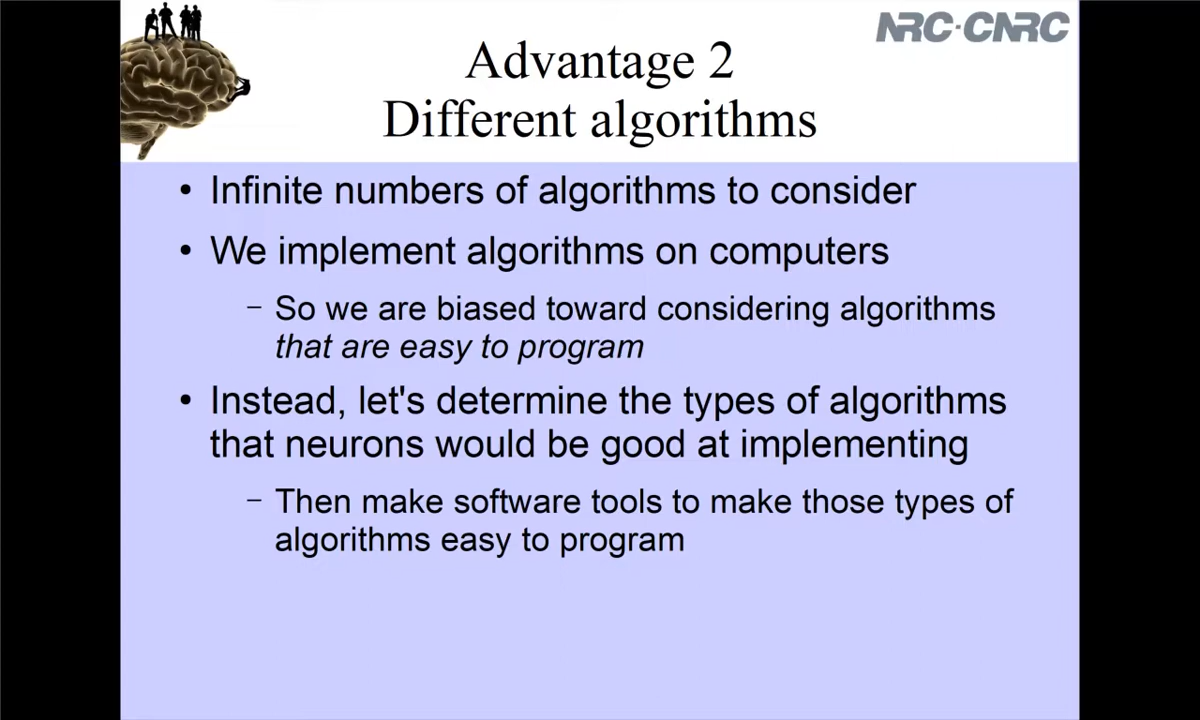 NRC·CNRC
Advantage 2
Different algorithms
• Infinite numbers of algorithms to consider
• We implement algorithms on computers
– So we are biased toward considering algorithms
that are easy to program
• Instead, let's determine the types of algorithms
that neurons would be good at implementing
– Then make software tools to make those types of
algorithms easy to program